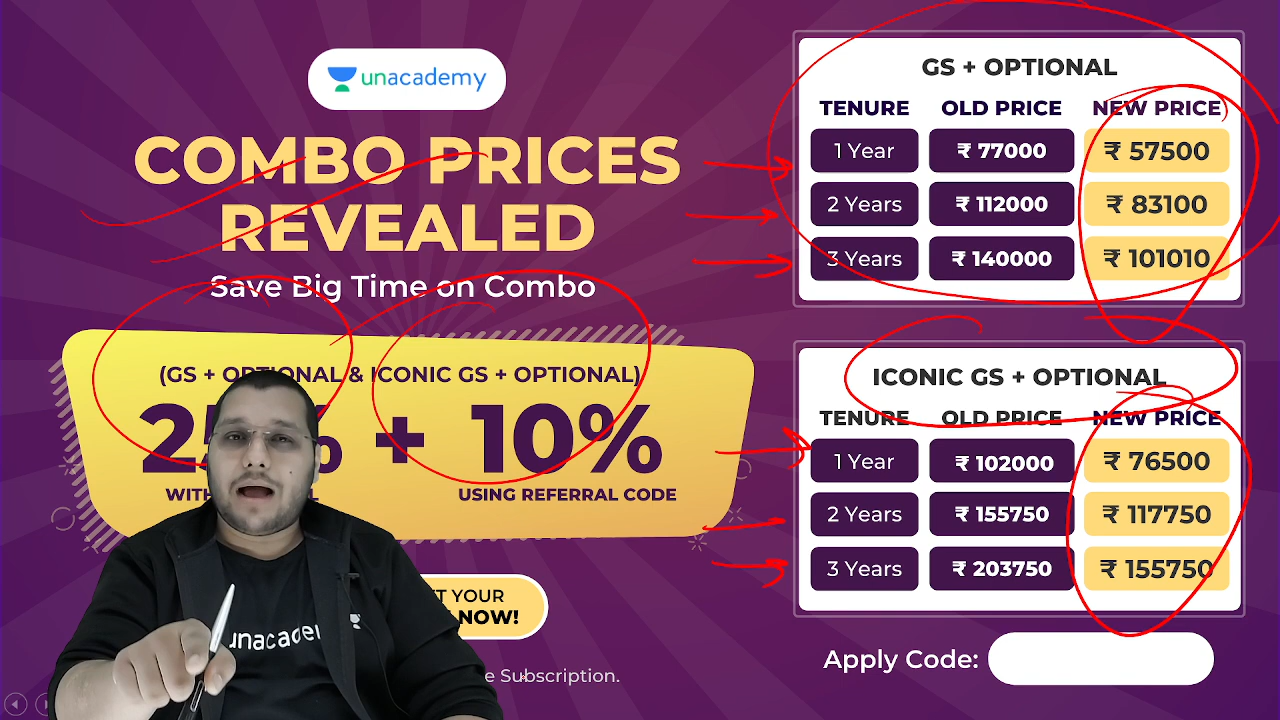 unacademy
COMBO PRICES
REVEALED
Save Big Time on Combo
(GS + OPTIONAL & ICONIC GS + OPTIONAL)
+ 10%
USING REFERRAL CODE
NOW!
YOUR
Subscription.
unacademy
GS + OPTIONAL
TENURE OLD PRICE NEW PRICE
1 Year ₹ 77000 ₹ 57500
2 Years ₹ 112000 ₹ 83100
3 Years ₹ 140000 ₹ 101010
ICONIC GS + OPTIONAL
TENURE OLD PRICE NEW PRICE
1 Year ₹ 102000 ₹ 76500
2 Years ₹ 155750 ₹ 117750
3 Years ₹ 203750 ₹ 155750
Apply Code: